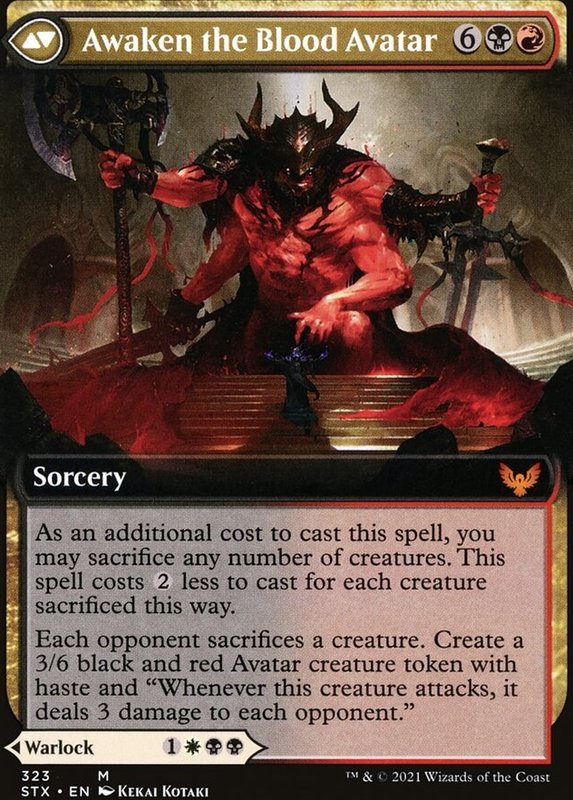 Awaken the Blood Avatar 6
Sorcery
As an additional cost to cast this spell, you
may sacrifice any number of creatures. This
spell costs 2 less to cast for each creature
sacrificed this way.
Each opponent sacrifices a creature. Create a
3/6 black and red Avatar creature token with
haste and “Whenever this creature attacks, it
deals 3 damage to each opponent.”
Warlock 1
323 M
STX • EN KEKAI KOTAKI
™ & © 2021 Wizards of the Coast